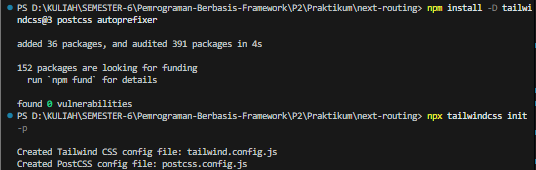 PS D:\KULIAH\SEMESTER-6\Pemrograman-Berbasis-Framework\P2\Praktikum\next-routing> npm install -D tailwi
ndcss@3 postcss autoprefixer
added 36 packages, and audited 391 packages in 4s
152 packages are looking for funding
run `npm fund` for details
found 0 vulnerabilities
PS D:\KULIAH\SEMESTER-6\Pemrograman-Berbasis-Framework\P2\Praktikum\next-routing> npx tailwindcss init
-p
Created Tailwind CSS config file: tailwind.config.js
Created PostCSS config file: postcss.config.js